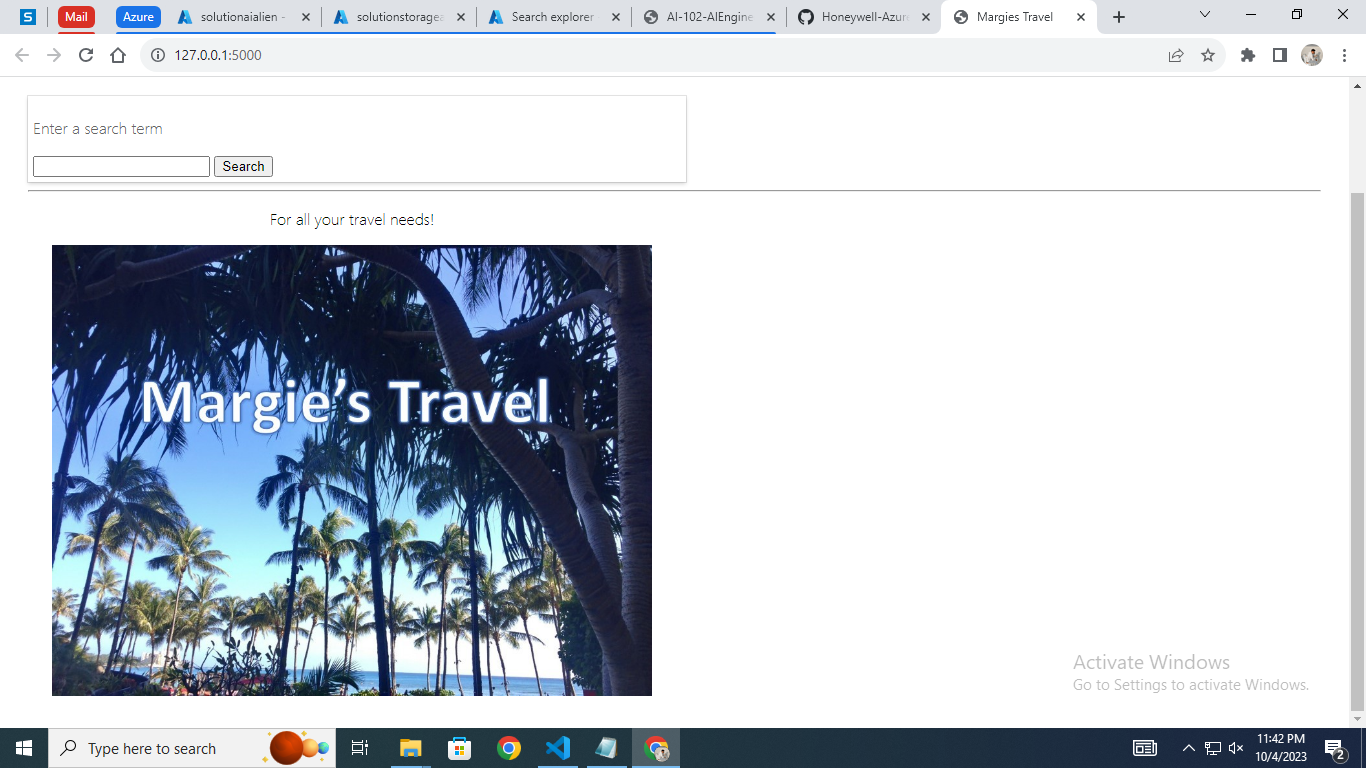 Mail
Azure
solutionaialien -
solutionstoragea
Search explorer
AI-102-AIEngine
Honeywell-Azur
Margies Travel
127.0.0.1:5000
Enter a search term
Search
For all your travel needs!
Margie's Travel
Activate Windows
Go to Settings to activate Windows.
Type here to search
11:42 PM
10/4/2023
2